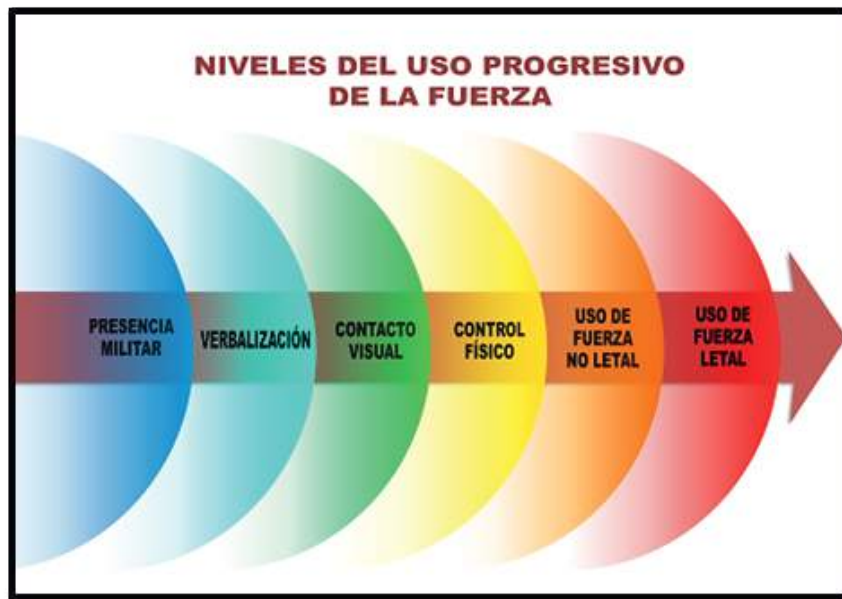 NIVELES DEL USO PROGRESIVO
DE LA FUERZA
PRESENCIA
MILITAR
VERBALIZACIÓN
CONTACTO
VISUAL
CONTROL
FÍSICO
USO DE
FUERZA
NO LETAL
USO DE
FUERZA
LETAL